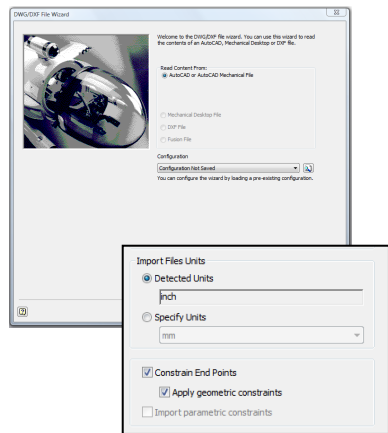 DWG/DXF File Wizard
Welcome to the DWG/DXF file wizard. You can use this wizard to read
the contents of an AutoCAD, Mechanical Desktop or DXF file.
Read Content From:
AutoCAD or AutoCAD Mechanical File
Mechanical Desktop File
DXF File
Fusion File
Configuration
Configuration Not Saved
You can configure the wizard by loading a pre-existing configuration.
Import Files Units
Detected Units
inch
Specify Units
mm
Constrain End Points
Apply geometric constraints
Import parametric constraints